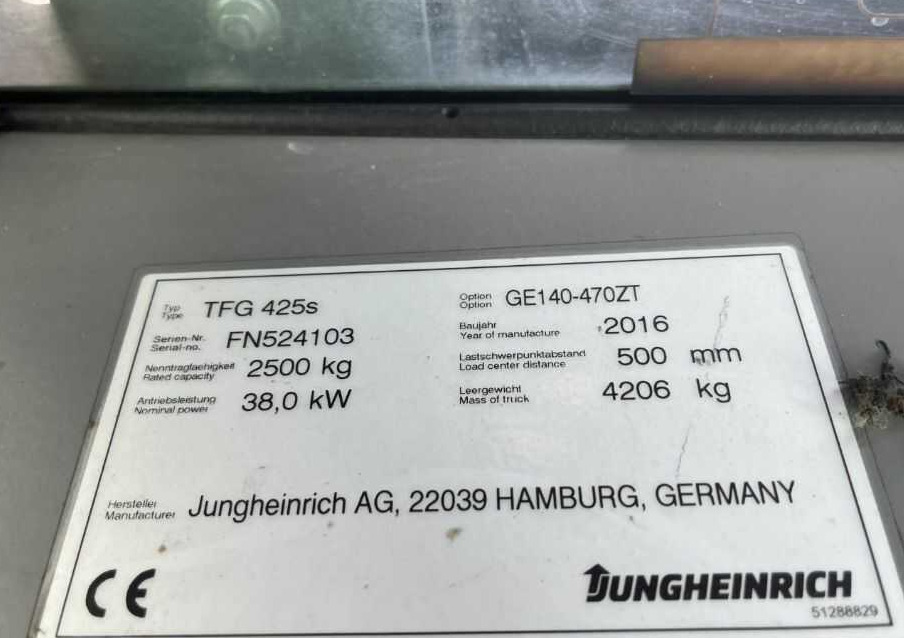 Typ TFG 425s Option GE140-470ZT
Type Option
Serien-Nr. FN524103 Baujahr 2016
Serial-no. Year of manufacture
Nenntragfaehigkeit 2500 kg Lastschwerpunktabstand 500 mm
Rated capacity Load center distance
Antriebsleistung 38,0 kW Leergewicht 4206 kg
Nominal power Mass of truck
Hersteller Jungheinrich AG, 22039 HAMBURG, GERMANY
Manufacturer
CE JUNGHEINRICH
51288829